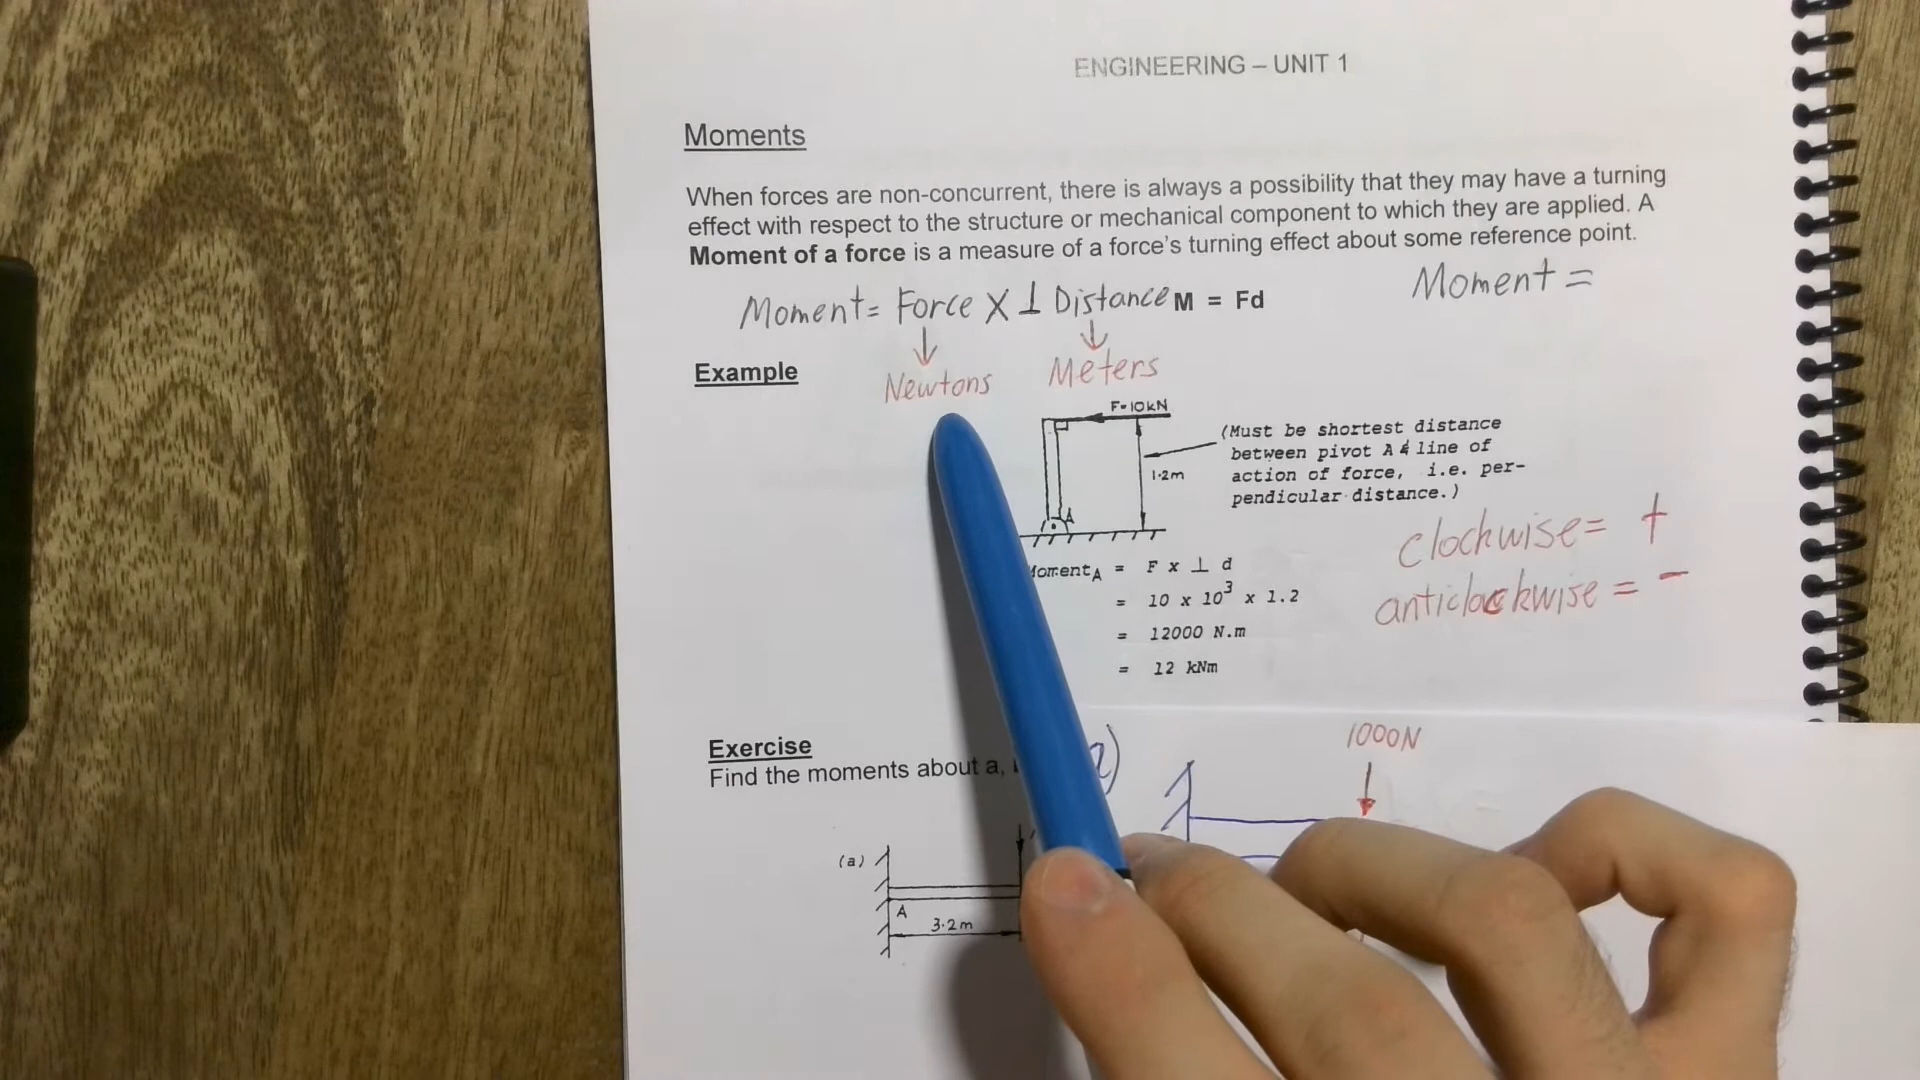 ENGINEERING – UNIT 1
Moments
When forces are non-concurrent, there is always a possibility that they may have a turning
effect with respect to the structure or mechanical component to which they are applied. A
Moment of a force is a measure of a force's turning effect about some reference point.
Moment =
Moment = Force X ⊥ Distance M = Fd
↓ ↓
Newtons Meters
Example
F=10kN
(Must be shortest distance
between pivot A & line of
action of force, i.e. per-
pendicular distance.)
1·2m
A
clockwise = +
anticlockwise = -
MomentA = F x ⊥ d
= 10 x 10³ x 1.2
= 12000 N.m
= 12 kNm
Exercise
Find the moments about a,
1000N
(a)
A
3·2m